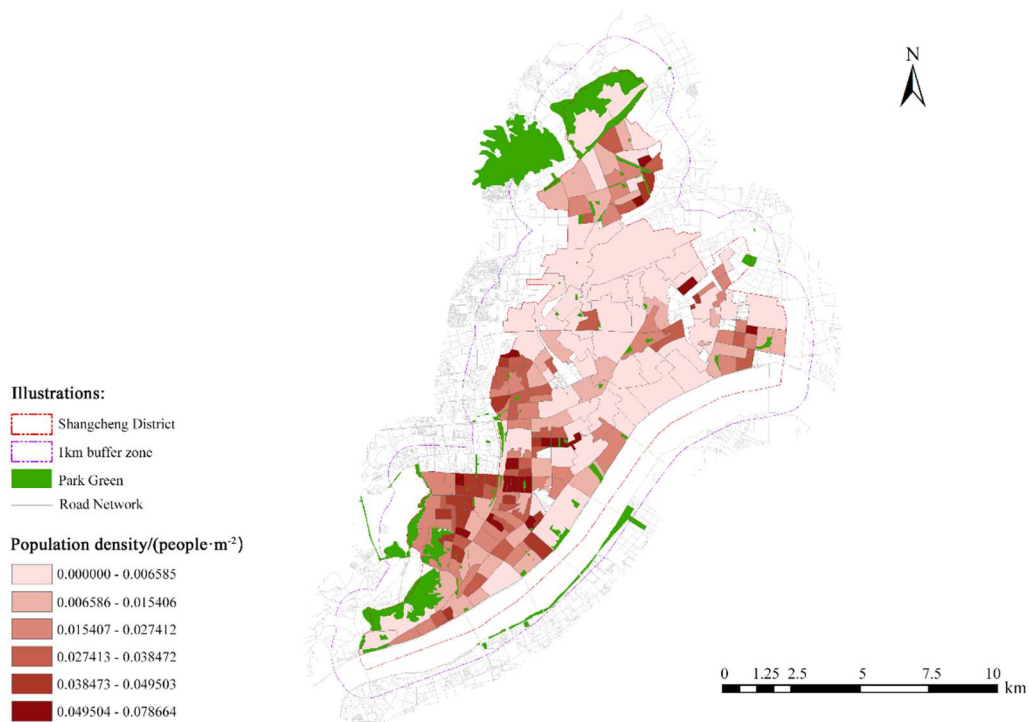 N
Illustrations:
Shangcheng District
1km buffer zone
Park Green
Road Network
Population density/(people·m⁻²)
0.000000 - 0.006585
0.006586 - 0.015406
0.015407 - 0.027412
0.027413 - 0.038472
0.038473 - 0.049503
0.049504 - 0.078664
0 1.25 2.5 5 7.5 10
km